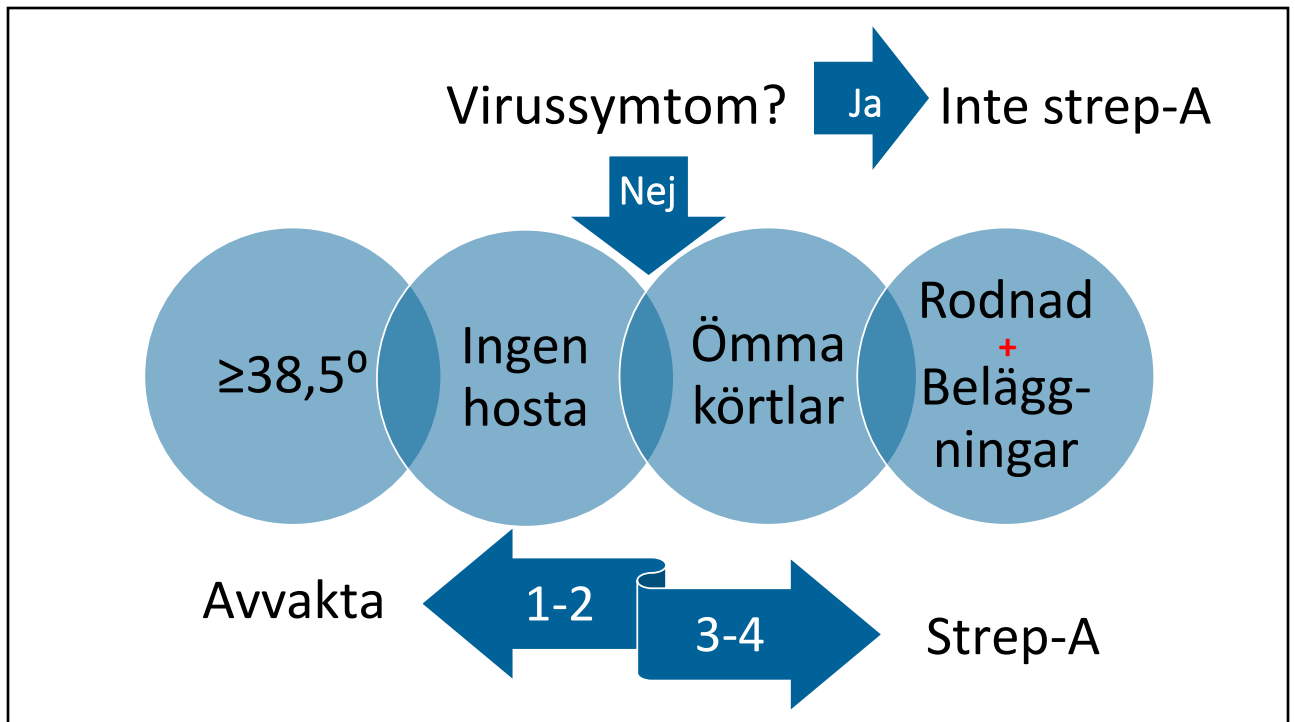 Virussymtom?
Ja
Inte strep-A
Nej
≥38,5⁰
Ingen
hosta
Ömma
körtlar
Rodnad
+
Belägg-
ningar
Avvakta
1-2
3-4
Strep-A